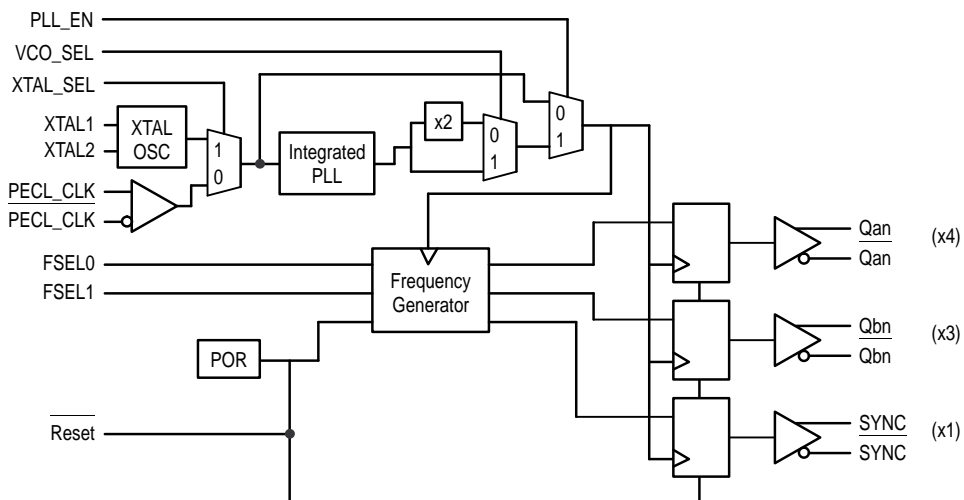 PLL_EN
VCO_SEL
XTAL_SEL
XTAL1
XTAL2
XTAL
OSC
1
0
PECL_CLK
PECL_CLK
Integrated
PLL
x2
0
1
0
1
FSEL0
FSEL1
Frequency
Generator
POR
Reset
Qan
Qan
(x4)
Qbn
Qbn
(x3)
SYNC
SYNC
(x1)